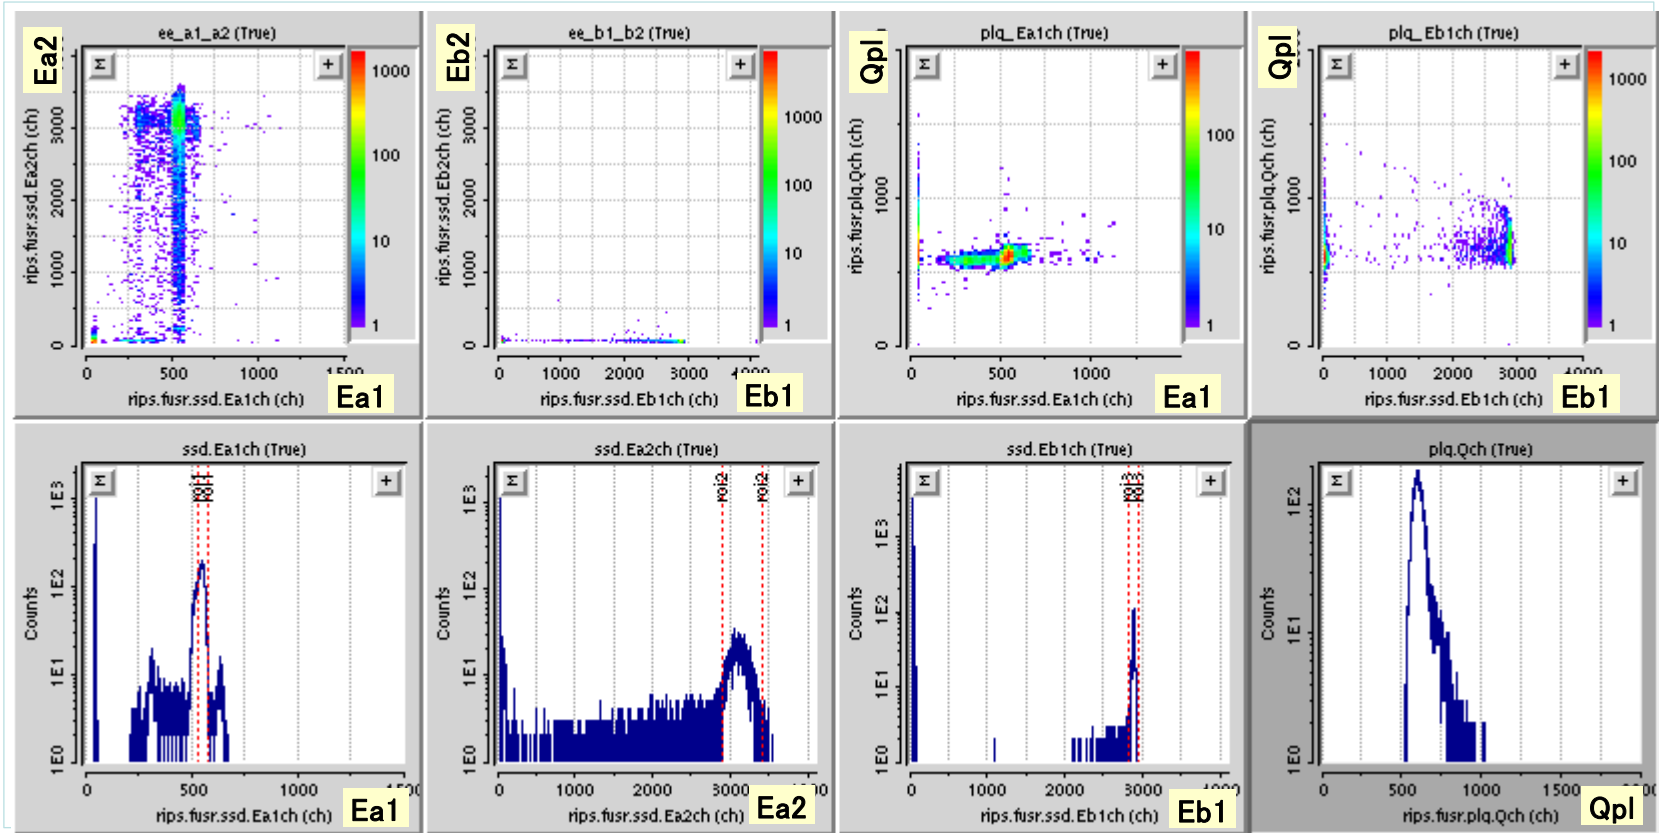 ee_a1_a2 (True)
Ea2
rips.fusr.ssd.Ea2ch (ch)
Σ
+
3000
2000
1000
0
1000
100
10
1
0
500
1000
1500
rips.fusr.ssd.Ea1ch (ch)
Ea1
ee_b1_b2 (True)
Eb2
rips.fusr.ssd.Eb2ch (ch)
Σ
+
3000
2000
1000
0
1000
100
10
1
0
1000
2000
3000
4000
rips.fusr.ssd.Eb1ch (ch)
Eb1
plq_Ea1ch (True)
Qpl
rips.fusr.plq.Qch (ch)
Σ
+
1000
0
100
10
1
0
500
1000
rips.fusr.ssd.Ea1ch (ch)
Ea1
plq_Eb1ch (True)
Qpl
rips.fusr.plq.Qch (ch)
Σ
+
1000
0
1000
100
10
1
0
1000
2000
3000
4000
rips.fusr.ssd.Eb1ch (ch)
Eb1
ssd.Ea1ch (True)
Σ
+
roi1
roi1
Counts
1E3
1E2
1E1
1E0
0
500
1000
1500
rips.fusr.ssd.Ea1ch (ch)
Ea1
ssd.Ea2ch (True)
Σ
+
roi2
roi2
Counts
1E3
1E2
1E1
1E0
0
1000
2000
3000
rips.fusr.ssd.Ea2ch (ch)
Ea2
ssd.Eb1ch (True)
Σ
+
roi3
roi3
Counts
1E3
1E2
1E1
1E0
0
1000
2000
3000
rips.fusr.ssd.Eb1ch (ch)
Eb1
plq.Qch (True)
Σ
+
Counts
1E2
1E1
1E0
0
500
1000
1500
rips.fusr.plq.Qch (ch)
Qpl